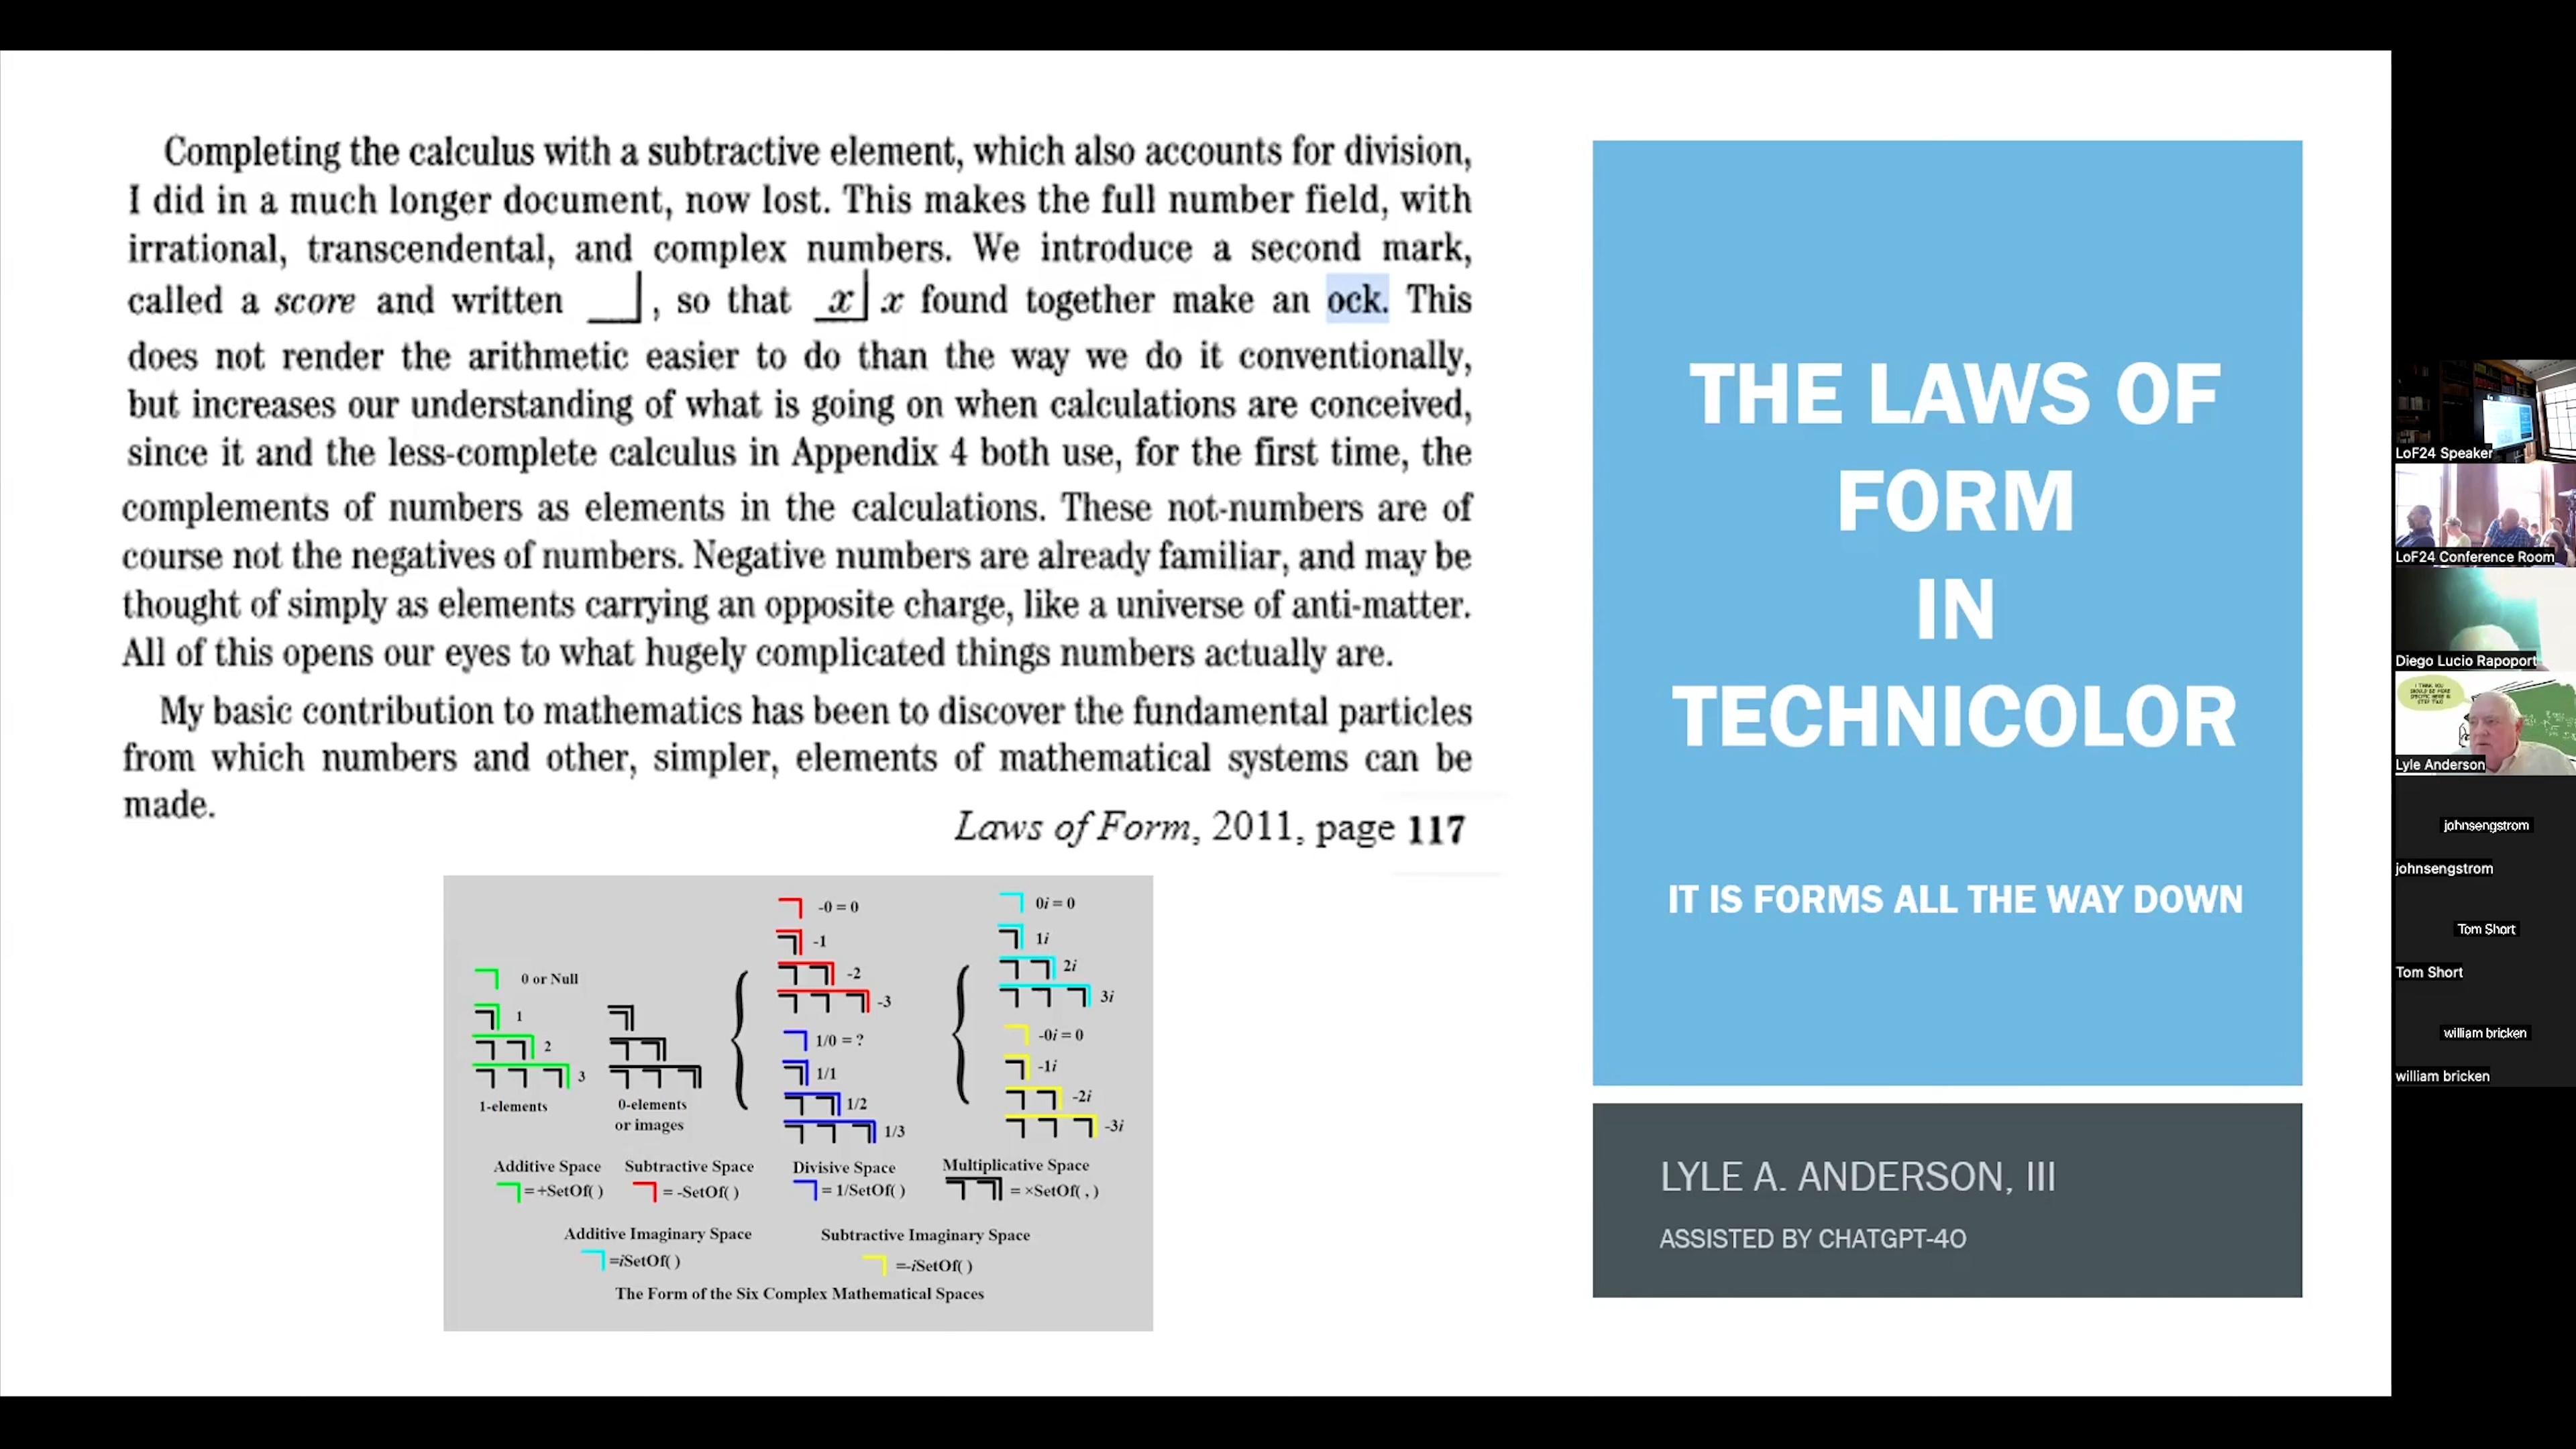 Completing the calculus with a subtractive element, which also accounts for division,
I did in a much longer document, now lost. This makes the full number field, with
irrational, transcendental, and complex numbers. We introduce a second mark,
called a score and written __|, so that x| x found together make an ock. This
does not render the arithmetic easier to do than the way we do it conventionally,
but increases our understanding of what is going on when calculations are conceived,
since it and the less-complete calculus in Appendix 4 both use, for the first time, the
complements of numbers as elements in the calculations. These not-numbers are of
course not the negatives of numbers. Negative numbers are already familiar, and may be
thought of simply as elements carrying an opposite charge, like a universe of anti-matter.
All of this opens our eyes to what hugely complicated things numbers actually are.
My basic contribution to mathematics has been to discover the fundamental particles
from which numbers and other, simpler, elements of mathematical systems can be
made.
Laws of Form, 2011, page 117
0 or Null
1
2
3
1-elements
0-elements
or images
-0 = 0
-1
-2
-3
1/0 = ?
1/1
1/2
1/3
0i = 0
1i
2i
3i
-0i = 0
-1i
-2i
-3i
Additive Space
=+SetOf( )
Subtractive Space
= -SetOf( )
Divisive Space
= 1/SetOf( )
Multiplicative Space
= ×SetOf( , )
Additive Imaginary Space
=iSetOf( )
Subtractive Imaginary Space
=-iSetOf( )
The Form of the Six Complex Mathematical Spaces
THE LAWS OF
FORM
IN
TECHNICOLOR
IT IS FORMS ALL THE WAY DOWN
LYLE A. ANDERSON, III
ASSISTED BY CHATGPT-4O
LoF24 Speaker
LoF24 Conference Room
Diego Lucio Rapoport
I THINK YOU
SHOULD BE MORE
SPECIFIC HERE IN
STEP TWO
Lyle Anderson
johnsengstrom
johnsengstrom
Tom Short
Tom Short
william bricken
william bricken